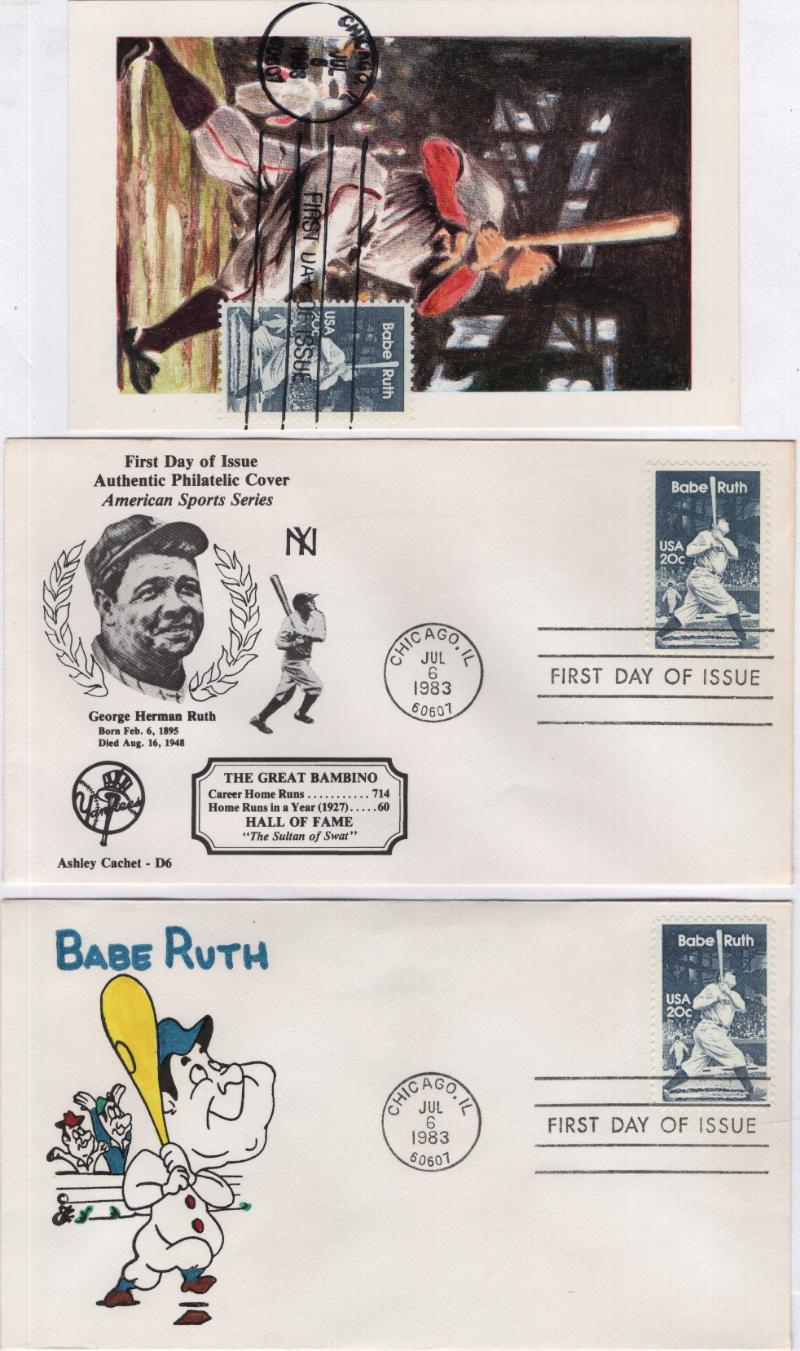 CHICAGO, IL
JUL
6
1983
60607
FIRST DAY OF ISSUE
Babe Ruth
USA
20c
First Day of Issue
Authentic Philatelic Cover
American Sports Series
NY
George Herman Ruth
Born Feb. 6, 1895
Died Aug. 16, 1948
Yankees
Ashley Cachet - D6
THE GREAT BAMBINO
Career Home Runs ........... 714
Home Runs in a Year (1927).....60
HALL OF FAME
"The Sultan of Swat"
CHICAGO, IL
JUL
6
1983
60607
Babe Ruth
USA
20c
FIRST DAY OF ISSUE
BABE RUTH
CHICAGO, IL
JUL
6
1983
60607
Babe Ruth
USA
20c
FIRST DAY OF ISSUE